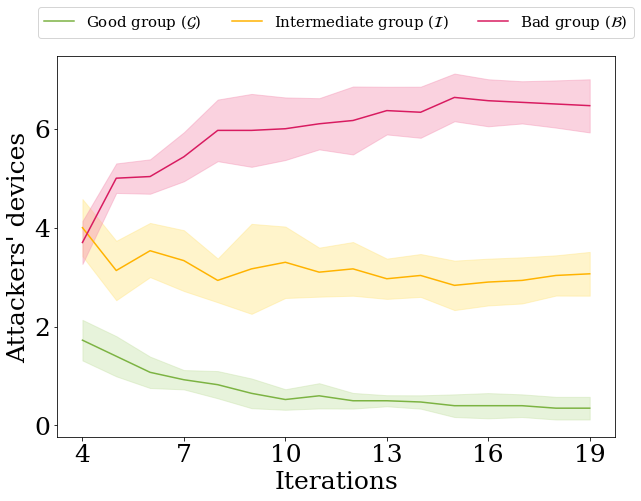 Good group (𝒢) Intermediate group (ℐ) Bad group (ℬ)
Attackers' devices
6
4
2
0
4 7 10 13 16 19
Iterations